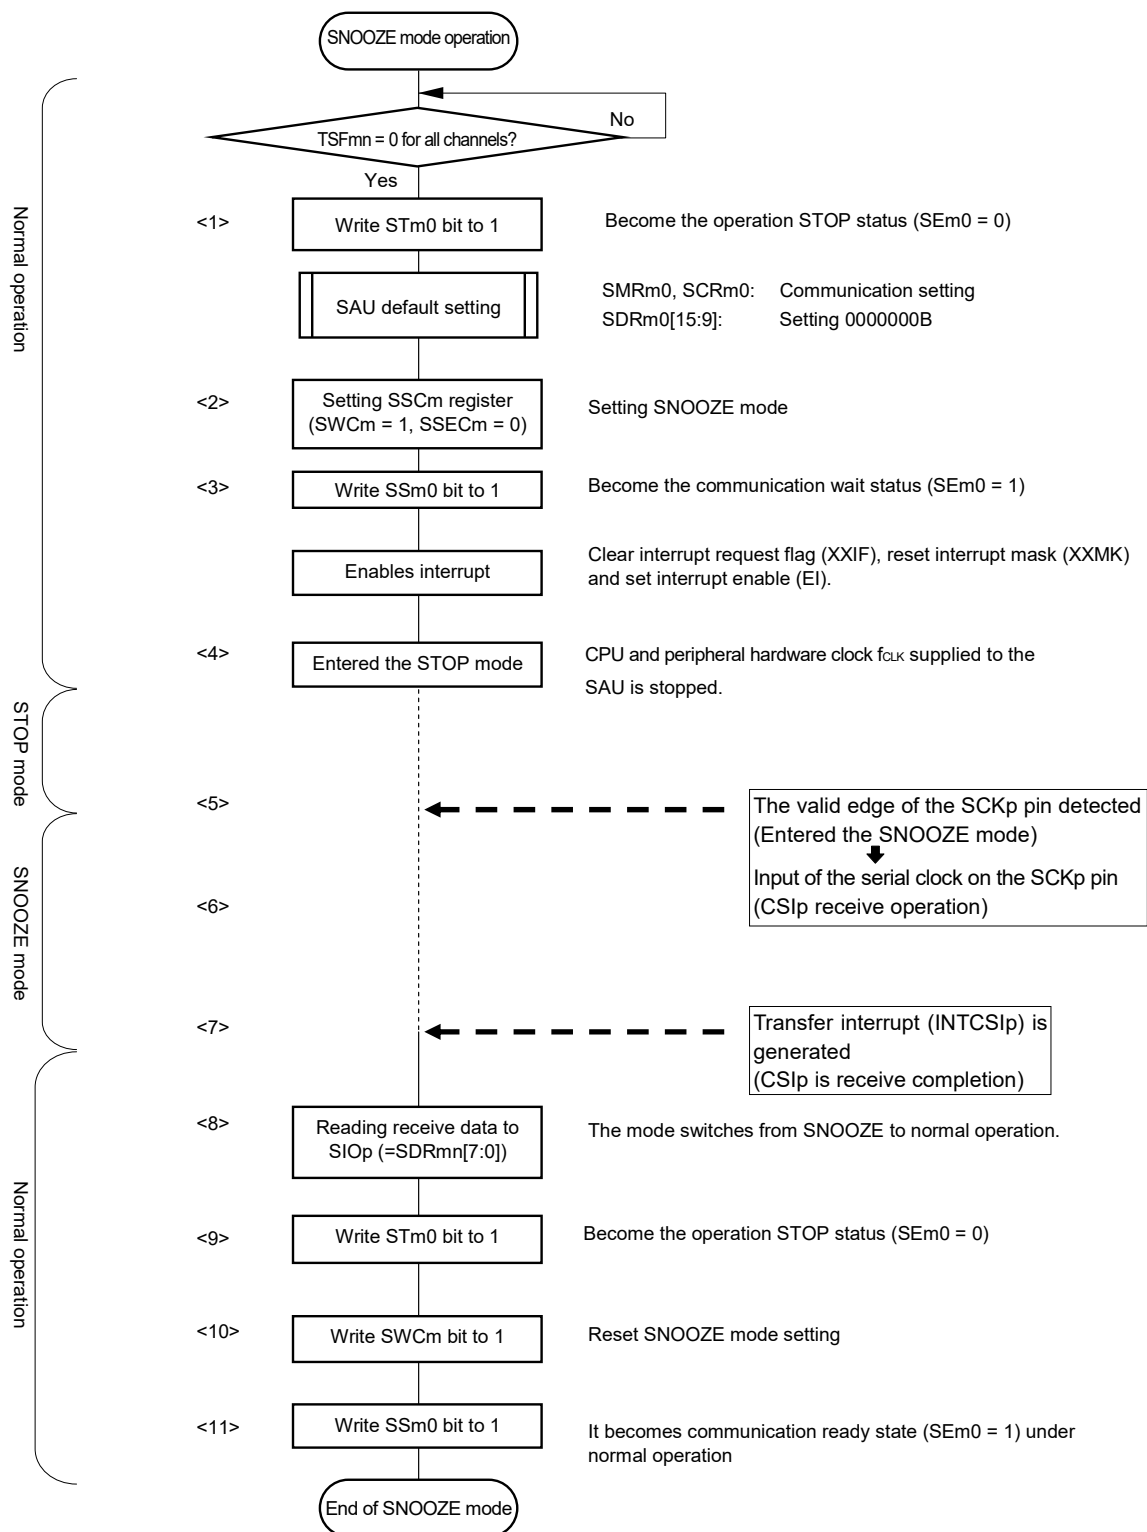 SNOOZE mode operation
No
TSFmn = 0 for all channels?
Yes
Normal operation
<1>
Write STm0 bit to 1
Become the operation STOP status (SEm0 = 0)
SAU default setting
SMRm0, SCRm0: Communication setting
SDRm0[15:9]: Setting 0000000B
<2>
Setting SSCm register
(SWCm = 1, SSECm = 0)
Setting SNOOZE mode
<3>
Write SSm0 bit to 1
Become the communication wait status (SEm0 = 1)
Enables interrupt
Clear interrupt request flag (XXIF), reset interrupt mask (XXMK)
and set interrupt enable (EI).
<4>
Entered the STOP mode
CPU and peripheral hardware clock fCLK supplied to the
SAU is stopped.
STOP mode
<5>
The valid edge of the SCKp pin detected
(Entered the SNOOZE mode)
Input of the serial clock on the SCKp pin
(CSIp receive operation)
SNOOZE mode
<6>
<7>
Transfer interrupt (INTCSIp) is
generated
(CSIp is receive completion)
Normal operation
<8>
Reading receive data to
SIOp (=SDRmn[7:0])
The mode switches from SNOOZE to normal operation.
<9>
Write STm0 bit to 1
Become the operation STOP status (SEm0 = 0)
<10>
Write SWCm bit to 1
Reset SNOOZE mode setting
<11>
Write SSm0 bit to 1
It becomes communication ready state (SEm0 = 1) under
normal operation
End of SNOOZE mode